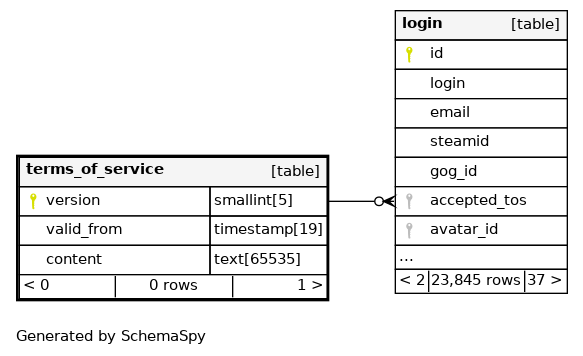 login [table]
id
login
email
steamid
gog_id
accepted_tos
avatar_id
...
< 2 23,845 rows 37 >
terms_of_service [table]
version smallint[5]
valid_from timestamp[19]
content text[65535]
< 0 0 rows 1 >
Generated by SchemaSpy